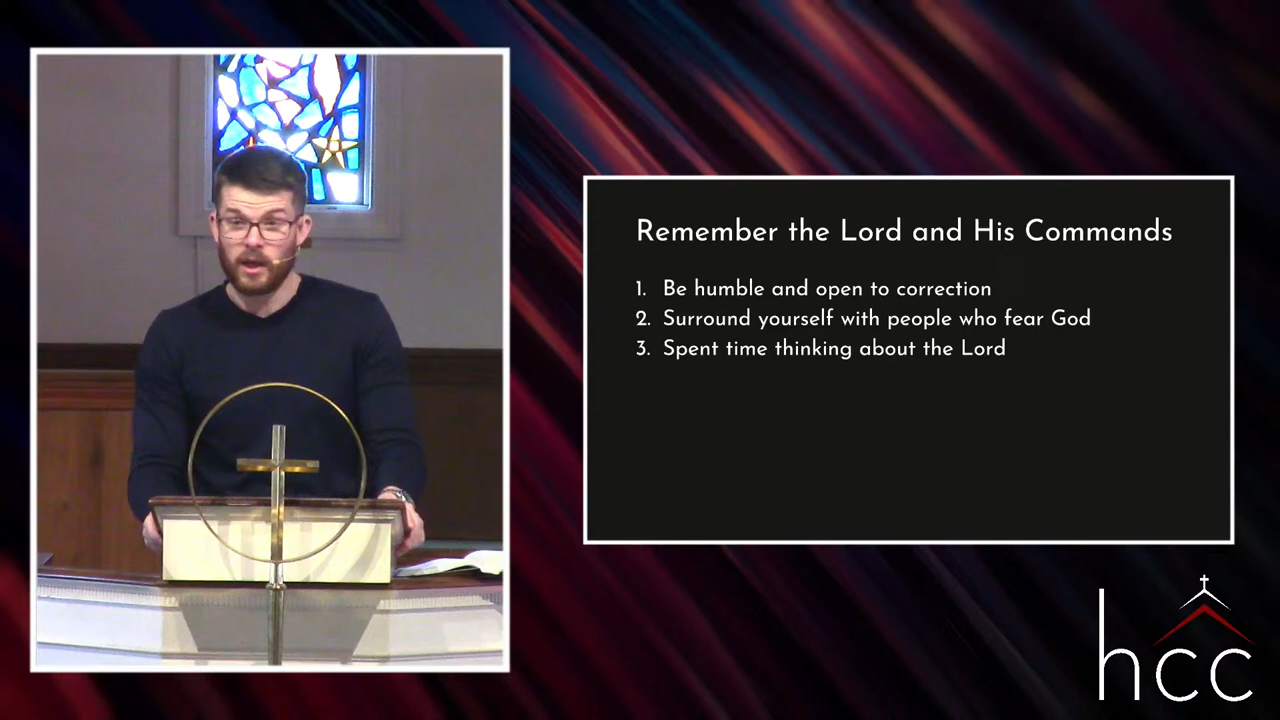 Remember the Lord and His Commands
1. Be humble and open to correction
2. Surround yourself with people who fear God
3. Spent time thinking about the Lord
hcc